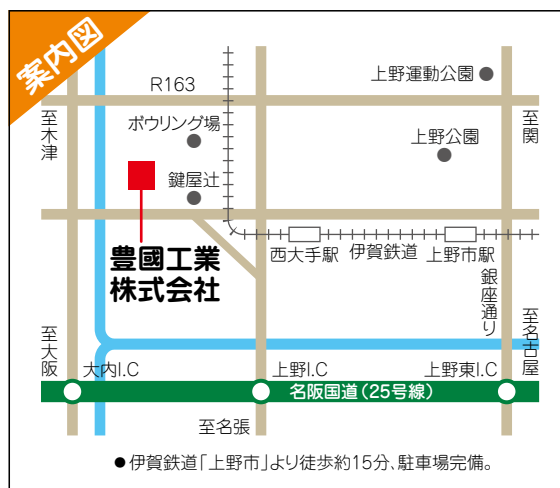 案内図
R163
上野運動公園
至木津
ボウリング場
至関
上野公園
鍵屋辻
豊國工業
株式会社
西大手駅
伊賀鉄道
上野市駅
銀座通り
至大阪
至名古屋
大内I.C
上野I.C
上野東I.C
名阪国道（25号線）
至名張
●伊賀鉄道「上野市」より徒歩約15分、駐車場完備。